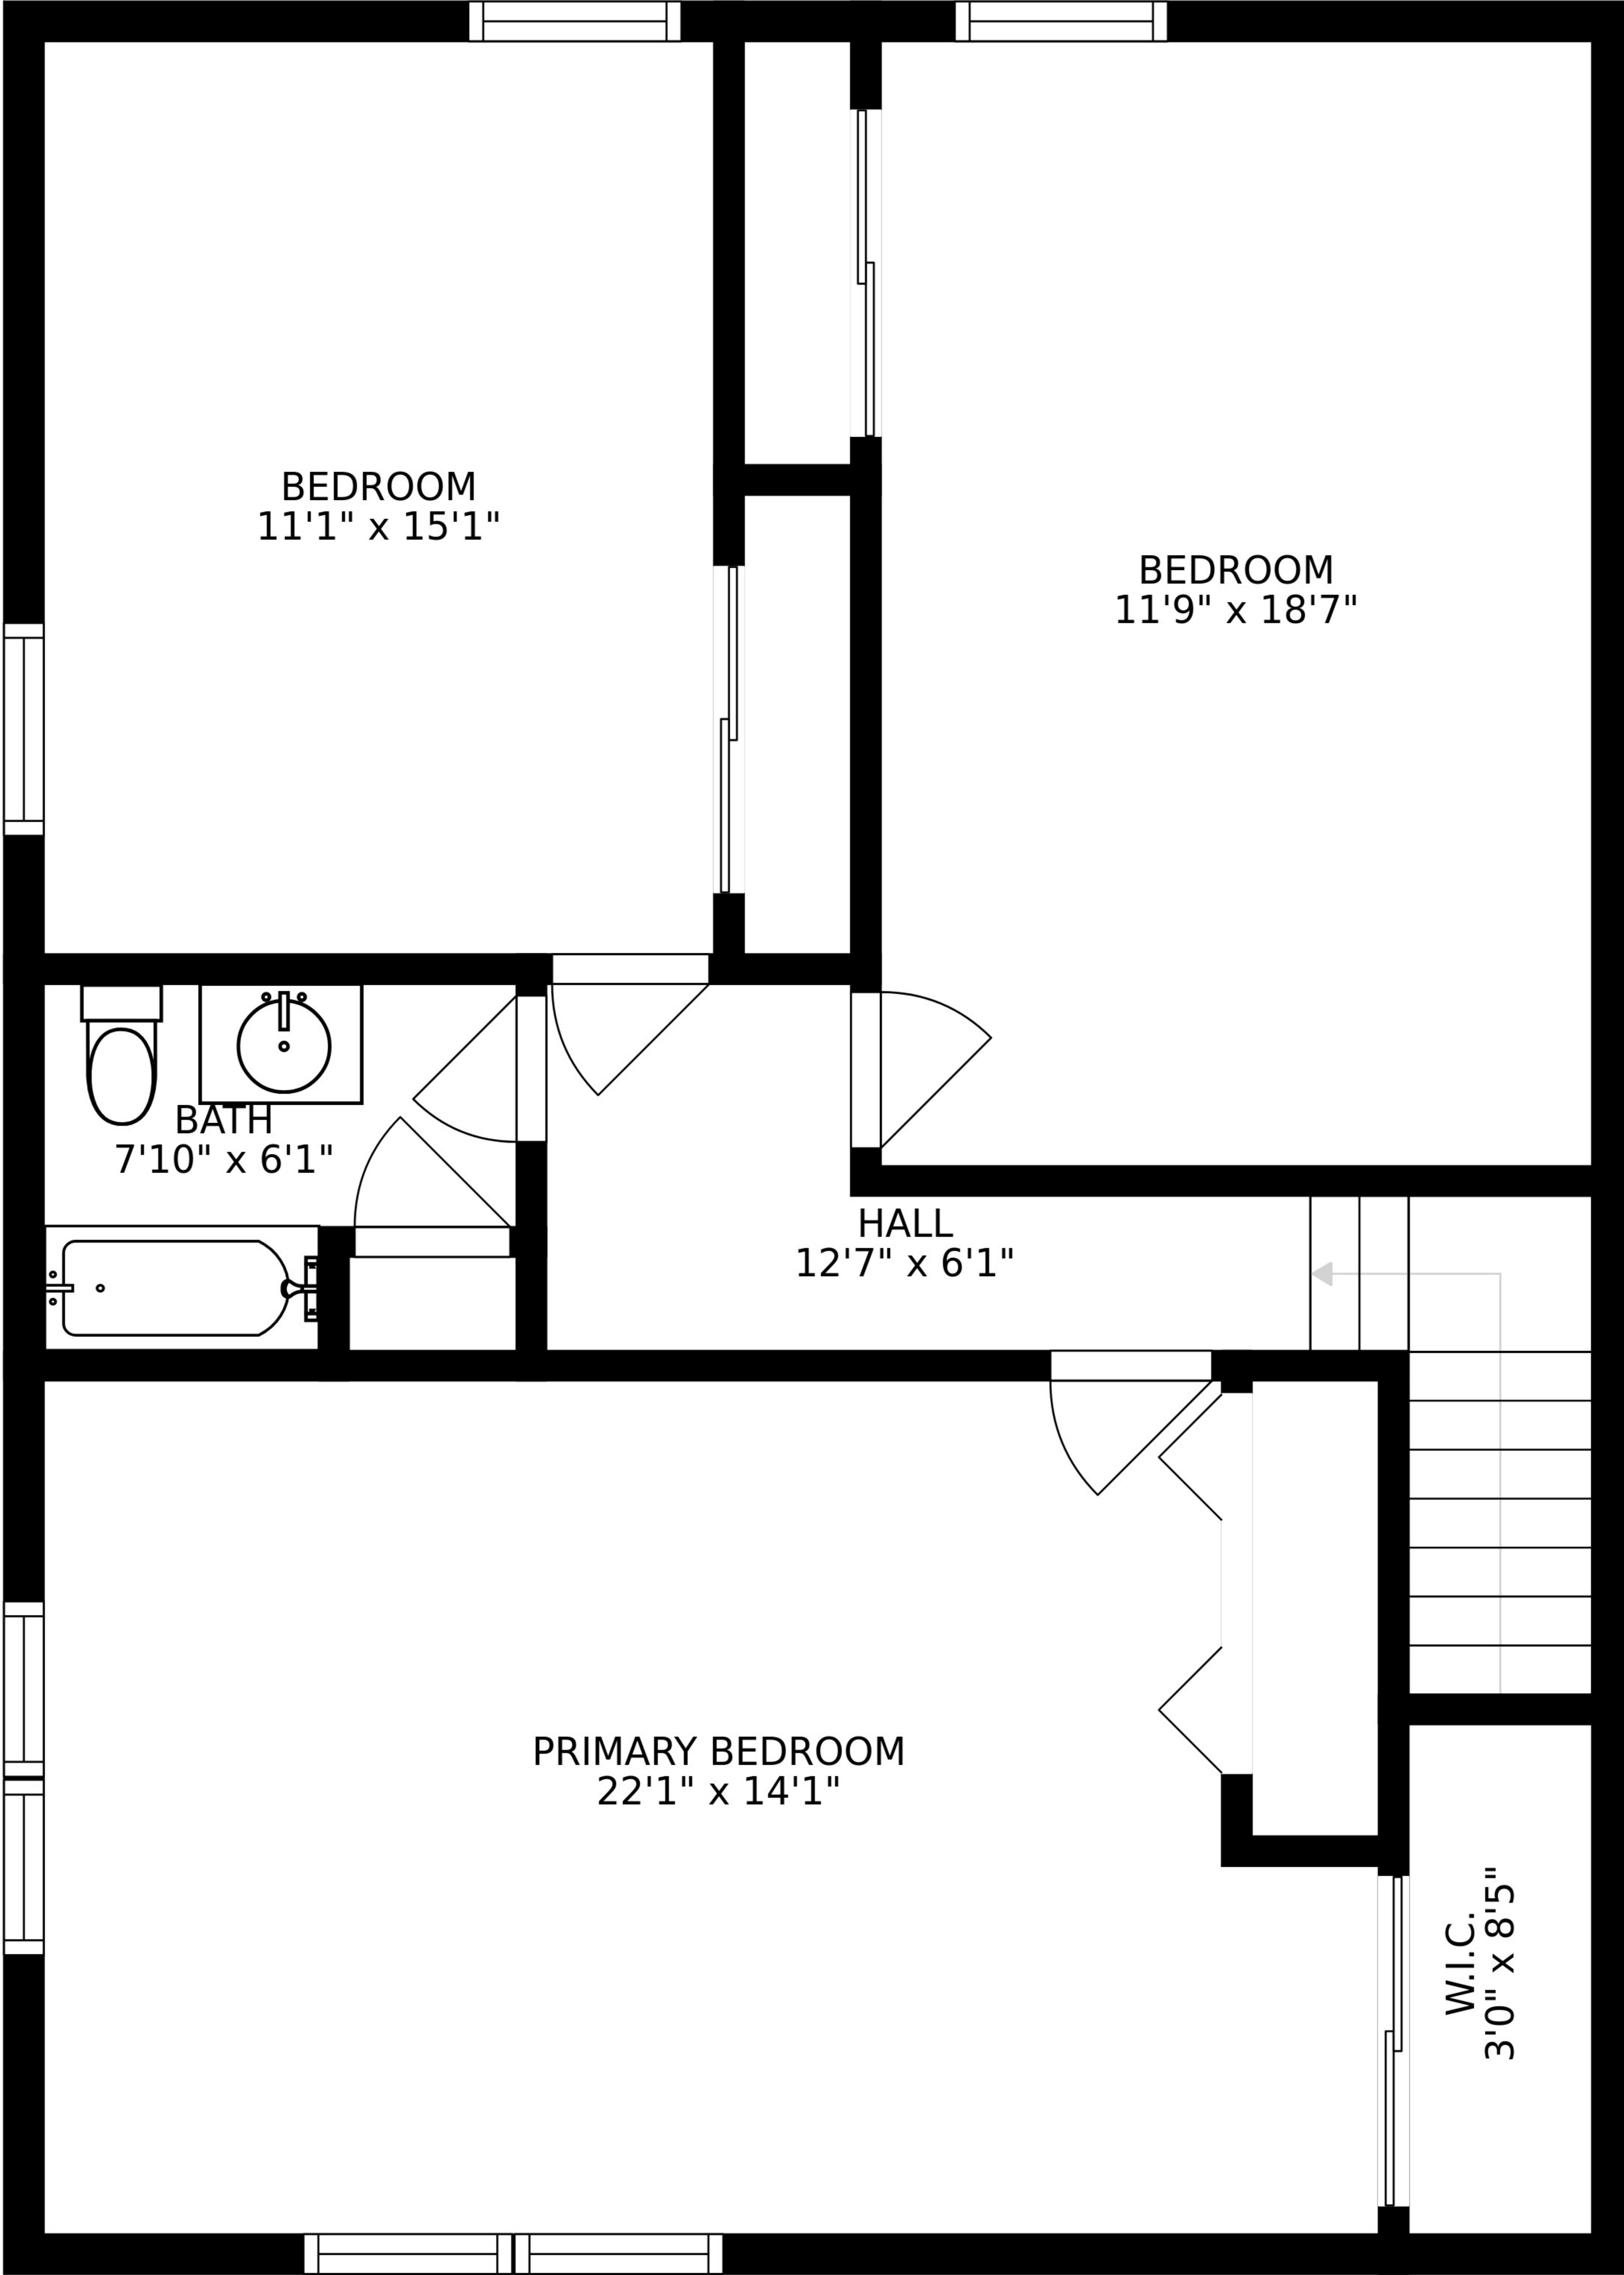 BEDROOM
11'1" x 15'1"
BEDROOM
11'9" x 18'7"
BATH
7'10" x 6'1"
HALL
12'7" x 6'1"
PRIMARY BEDROOM
22'1" x 14'1"
W.I.C.
3'0" x 8'5"